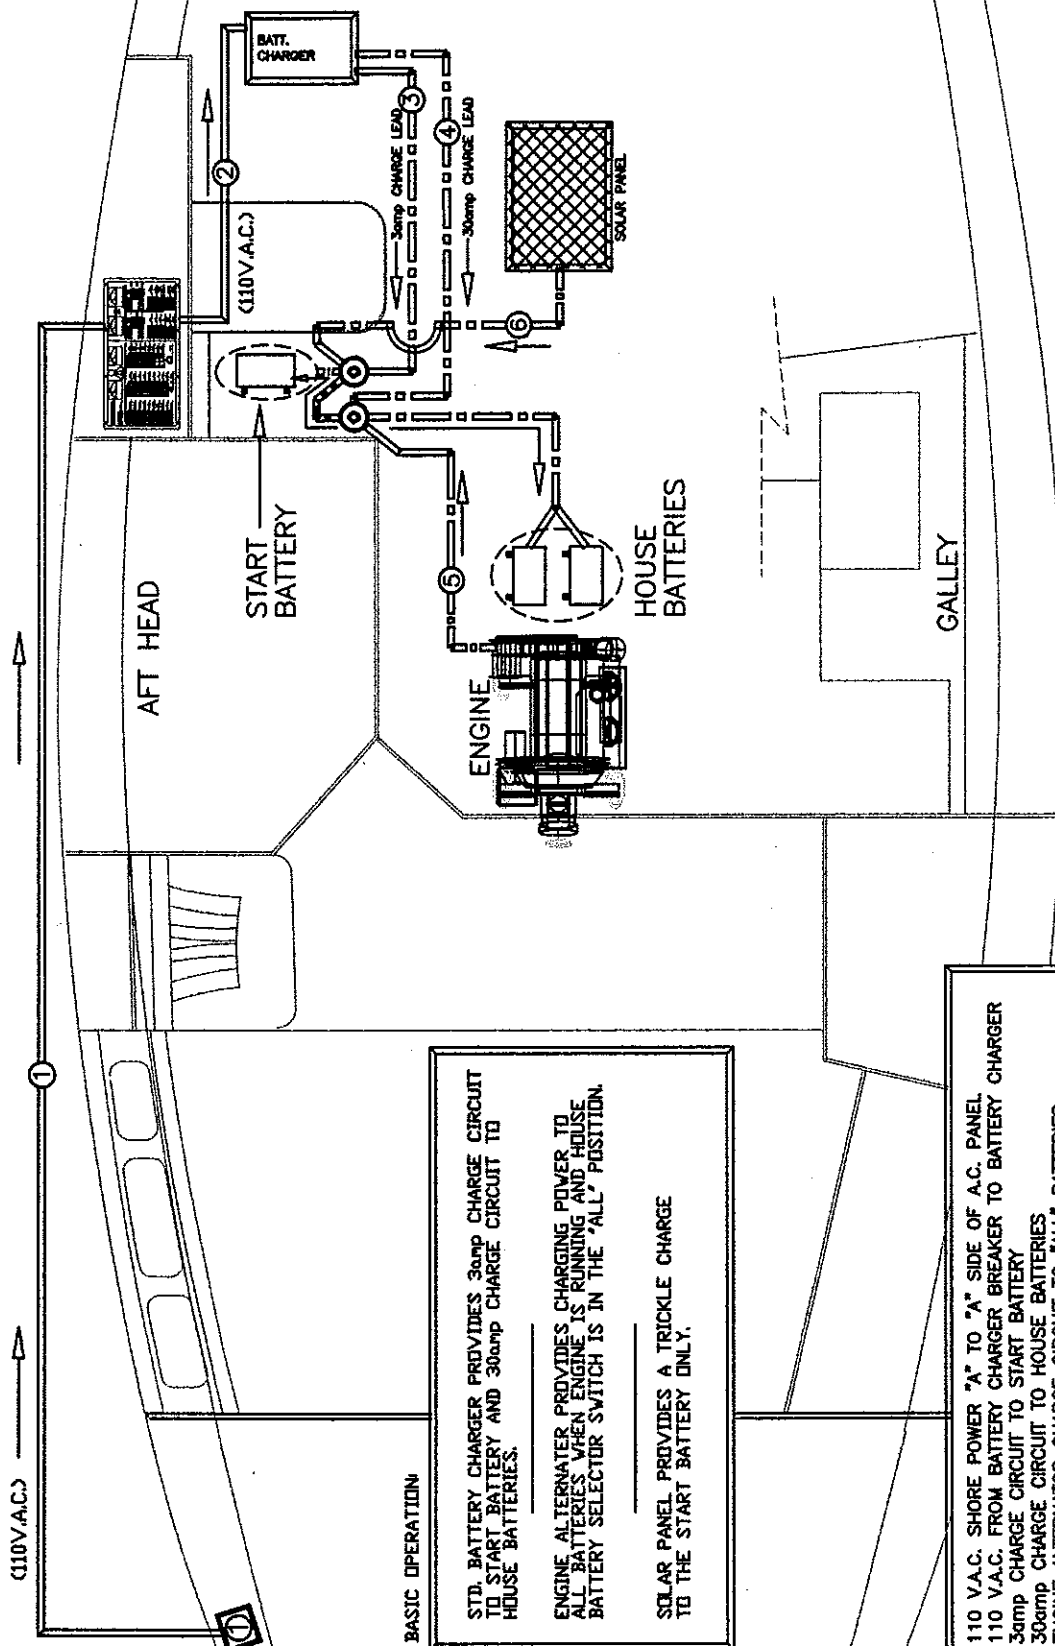 (110V.A.C.)
1
1
AFT HEAD
START
BATTERY
(110V.A.C.)
2
BATT.
CHARGER
3
3amp CHARGE LEAD
4
30amp CHARGE LEAD
SOLAR PANEL
6
5
ENGINE
HOUSE
BATTERIES
GALLEY
BASIC OPERATION:
STD. BATTERY CHARGER PROVIDES 3amp CHARGE CIRCUIT
TO START BATTERY AND 30amp CHARGE CIRCUIT TO
HOUSE BATTERIES.
ENGINE ALTERNATER PROVIDES CHARGING POWER TO
ALL BATTERIES WHEN ENGINE IS RUNNING AND HOUSE
BATTERY SELECTOR SWITCH IS IN THE "ALL" POSITION.
SOLAR PANEL PROVIDES A TRICKLE CHARGE
TO THE START BATTERY ONLY.
110 V.A.C. SHORE POWER "A" TO "A" SIDE OF A.C. PANEL
110 V.A.C. FROM BATTERY CHARGER BREAKER TO BATTERY CHARGER
3amp CHARGE CIRCUIT TO START BATTERY
30amp CHARGE CIRCUIT TO HOUSE BATTERIES